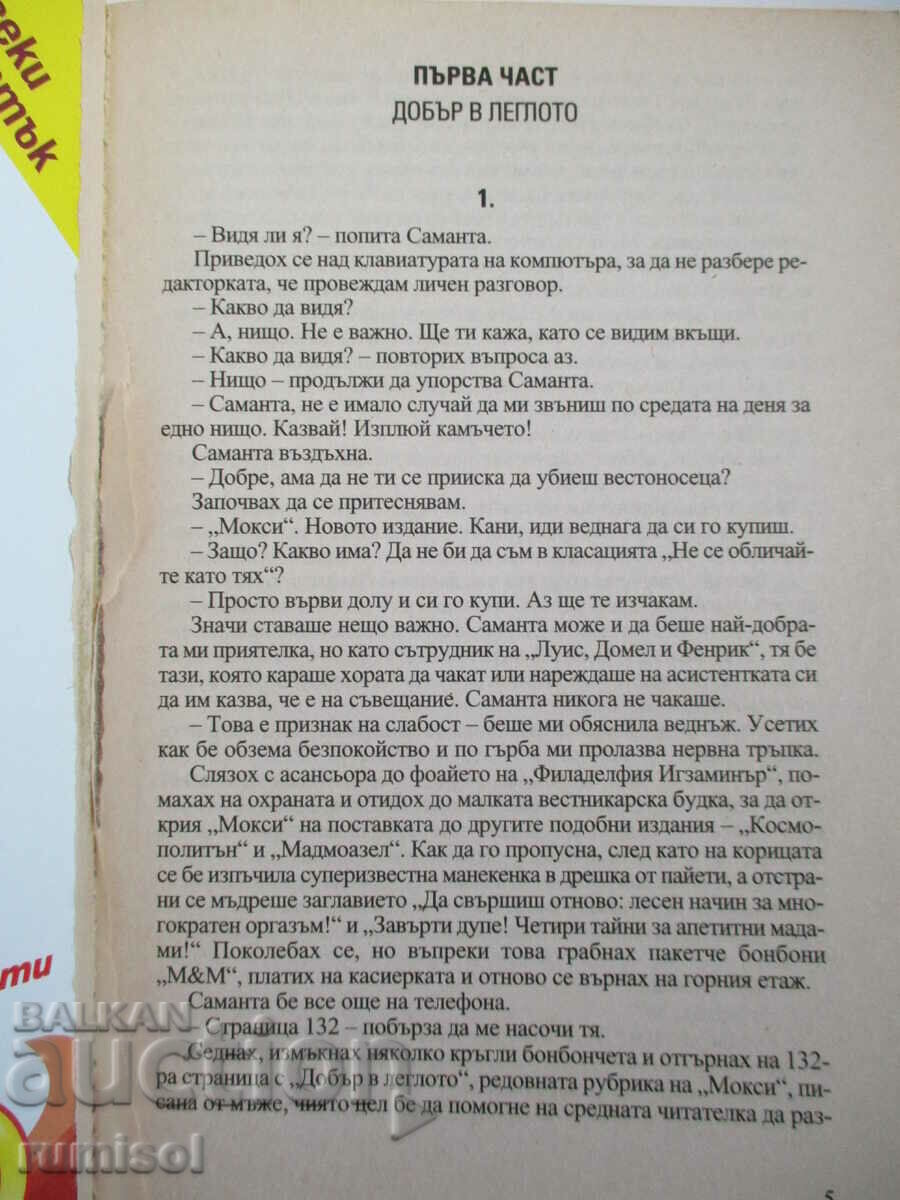 секи
тък
ПЪРВА ЧАСТ
ДОБЪР В ЛЕГЛОТО
1.
– Видя ли я? – попита Саманта.
Приведох се над клавиатурата на компютъра, за да не разбере ре-
дакторката, че провеждам личен разговор.
– Какво да видя?
– А, нищо. Не е важно. Ще ти кажа, като се видим вкъщи.
– Какво да видя? – повторих въпроса аз.
– Нищо – продължи да упорства Саманта.
– Саманта, не е имало случай да ми звъниш по средата на деня за
едно нищо. Казвай! Изплюй камъчето!
Саманта въздъхна.
– Добре, ама да не ти се прииска да убиеш вестоносеца?
Започвах да се притеснявам.
– „Мокси“. Новото издание. Кани, иди веднага да си го купиш.
– Защо? Какво има? Да не би да съм в класацията „Не се обличай-
те като тях“?
– Просто върви долу и си го купи. Аз ще те изчакам.
Значи ставаше нещо важно. Саманта може и да беше най-добра-
та ми приятелка, но като сътрудник на „Луис, Домел и Фенрик“, тя бе
тази, която караше хората да чакат или нареждаше на асистентката си
да им казва, че е на съвещание. Саманта никога не чакаше.
– Това е признак на слабост – беше ми обяснила веднъж. Усетих
как бе обзема безпокойство и по гърба ми пролазва нервна тръпка.
Слязох с асансьора до фоайето на „Филаделфия Игзаминър“, по-
махах на охраната и отидох до малката вестникарска будка, за да от-
крия „Мокси“ на поставката до другите подобни издания – „Космо-
политън“ и „Мадмоазел“. Как да го пропусна, след като на корицата
се бе изпъчила суперизвестна манекенка в дрешка от пайети, а отстра-
ни се мъдреше заглавието „Да свършиш отново: лесен начин за мно-
гократен оргазъм!“ и „Завърти дупе! Четири тайни за апетитни мада-
ми!“ Поколебах се, но въпреки това грабнах пакетче бонбони
„M&M“, платих на касиерката и отново се върнах на горния етаж.
Саманта бе все още на телефона.
– Страница 132 – побърза да ме насочи тя.
Седнах, измъкнах няколко кръгли бонбончета и отгърнах на 132-
ра страница с „Добър в леглото“, редовната рубрика на „Мокси“, пи-
сана от мъже, чиято цел бе да помогне на средната читателка да раз-
5
ти
BALKAN
auction
rumisol